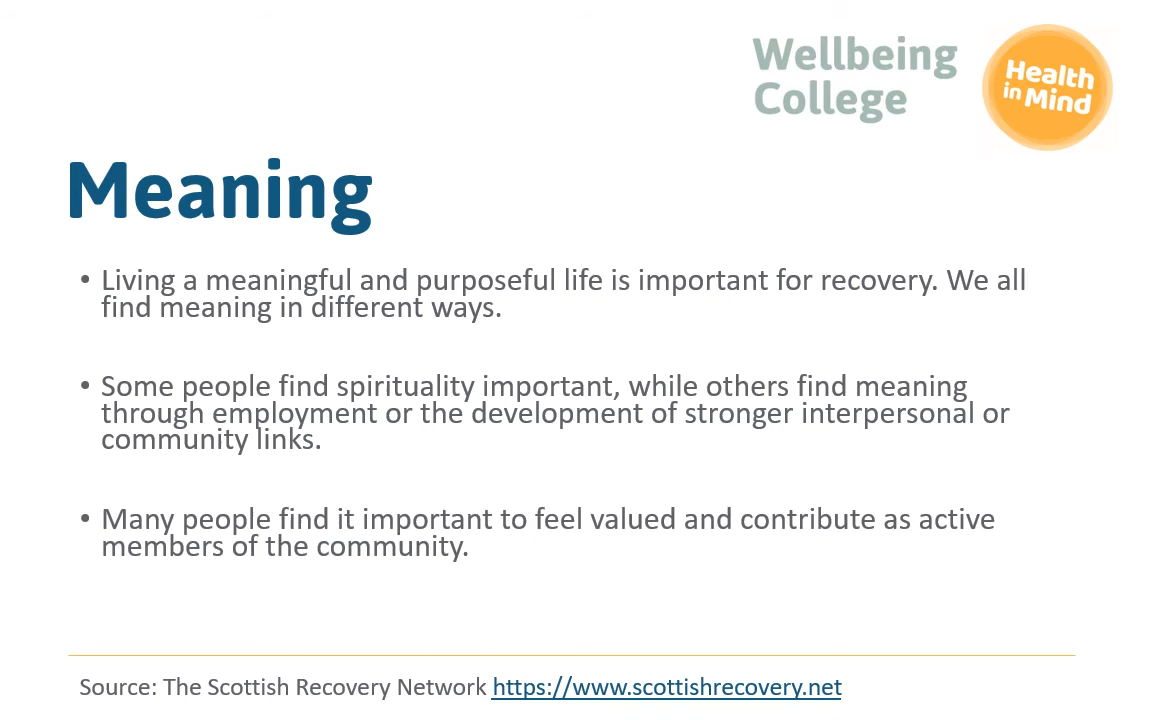 Wellbeing
College
Health
in Mind
Meaning
• Living a meaningful and purposeful life is important for recovery. We all
find meaning in different ways.
• Some people find spirituality important, while others find meaning
through employment or the development of stronger interpersonal or
community links.
• Many people find it important to feel valued and contribute as active
members of the community.
Source: The Scottish Recovery Network https://www.scottishrecovery.net